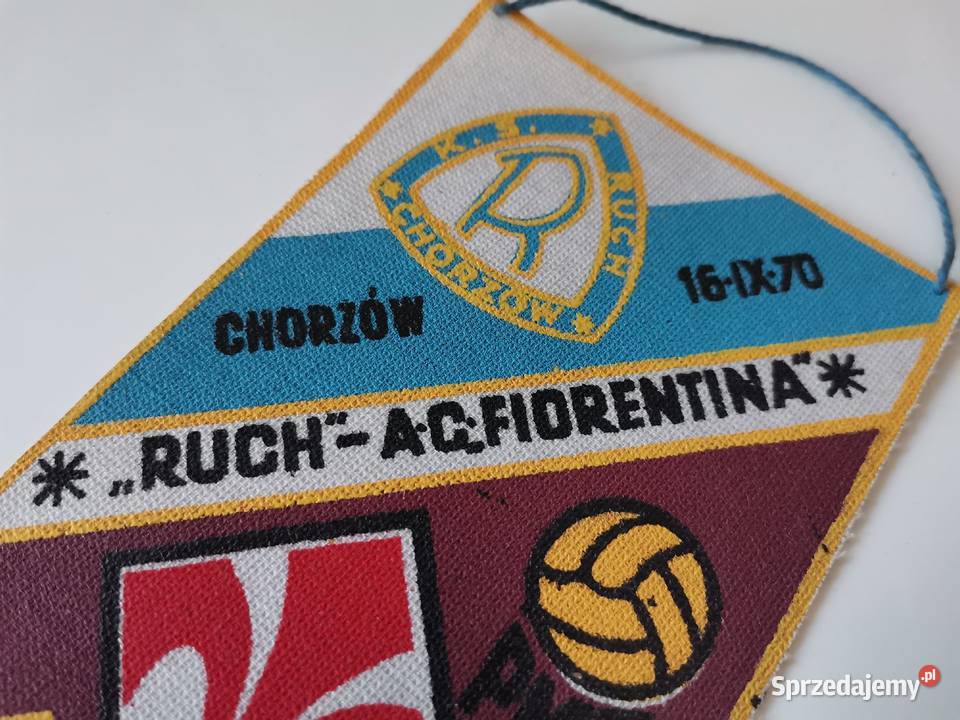 K. S. RUCH
CHORZÓW
R
CHORZÓW 16·IX·70
„RUCH“ - A·C·FIORENTINA“
Sprzedajemy.pl